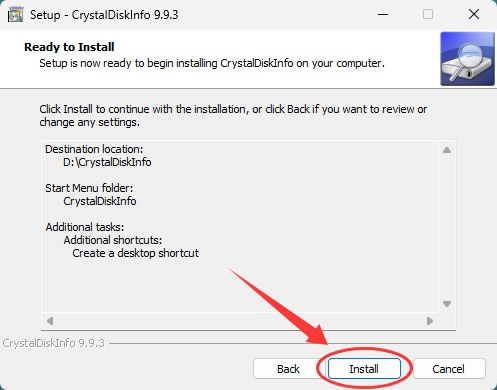 Setup - CrystalDiskInfo 9.9.3
Ready to Install
Setup is now ready to begin installing CrystalDiskInfo on your computer.
Click Install to continue with the installation, or click Back if you want to review or
change any settings.
Destination location:
D:\CrystalDiskInfo
Start Menu folder:
CrystalDiskInfo
Additional tasks:
Additional shortcuts:
Create a desktop shortcut
CrystalDiskInfo 9.9.3
Back
Install
Cancel